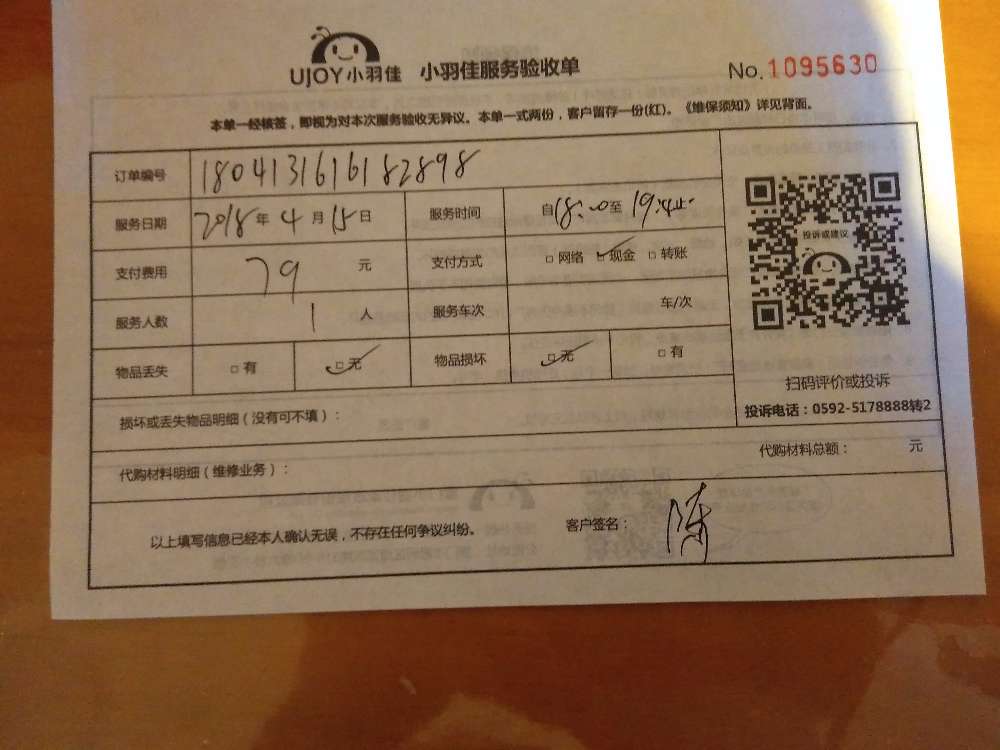 UJOY小羽佳 小羽佳服务验收单 No.1095630
本单一经核签，即视为对本次服务验收无异议。本单一式两份，客户留存一份(红)。《维保须知》详见背面。
订单编号 180413161618 2898
服务日期 2018年4月15日 服务时间 自18:00至19:
支付费用 79 元 支付方式 □网络 ☑现金 □转账
服务人数 1 人 服务车次 车/次
物品丢失 □有 ☑无 物品损坏 ☑无 □有
投诉或建议
扫码评价或投诉
投诉电话：0592-5178888转2
损坏或丢失物品明细（没有可不填）：
代购材料明细（维修业务）： 代购材料总额： 元
以上填写信息已经本人确认无误，不存在任何争议纠纷。 客户签名： 陈